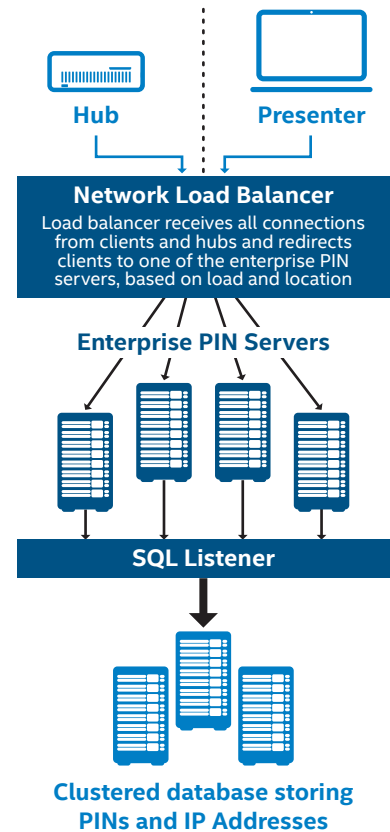 Hub
Presenter
Network Load Balancer
Load balancer receives all connections
from clients and hubs and redirects
clients to one of the enterprise PIN
servers, based on load and location
Enterprise PIN Servers
SQL Listener
Clustered database storing
PINs and IP Addresses